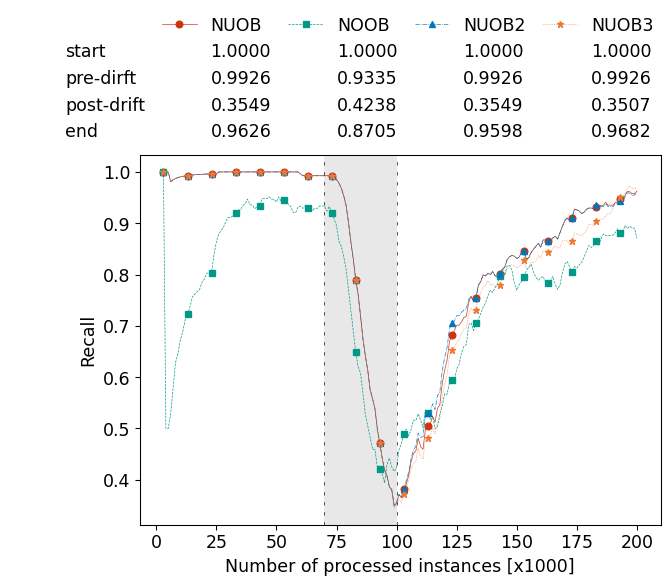 NUOB NOOB NUOB2 NUOB3
start 1.0000 1.0000 1.0000 1.0000
pre-dirft 0.9926 0.9335 0.9926 0.9926
post-drift 0.3549 0.4238 0.3549 0.3507
end 0.9626 0.8705 0.9598 0.9682
1.0
0.9
0.8
0.7
0.6
0.5
0.4
Recall
0 25 50 75 100 125 150 175 200
Number of processed instances [x1000]